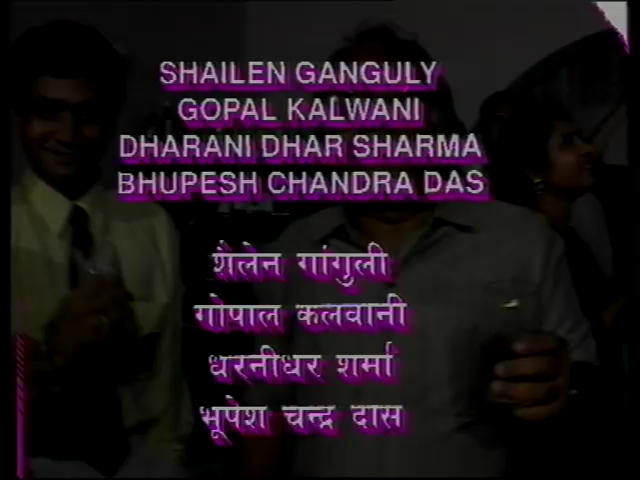 SHAILEN GANGULY
GOPAL KALWANI
DHARANI DHAR SHARMA
BHUPESH CHANDRA DAS
शैलेन गांगुली
गोपाल कलवानी
धरनीधर शर्मा
भूपेश चन्द्र दास